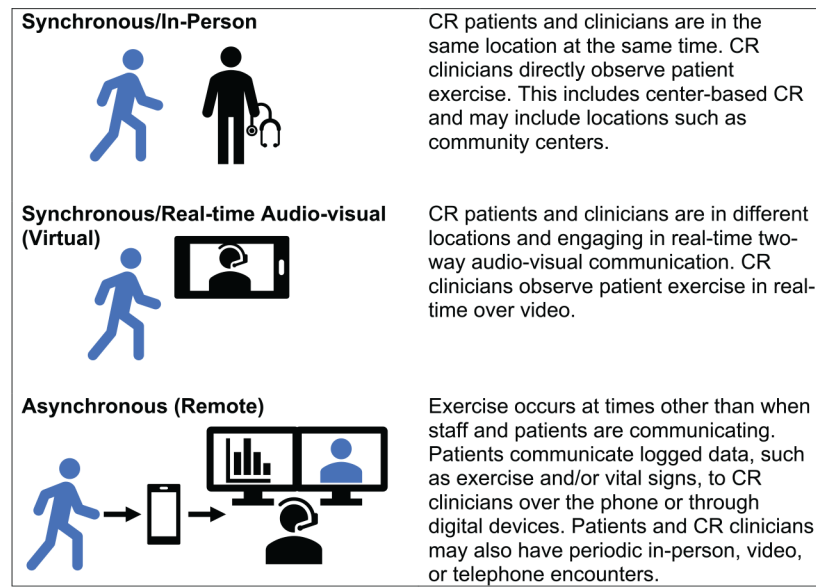 Synchronous/In-Person
CR patients and clinicians are in the
same location at the same time. CR
clinicians directly observe patient
exercise. This includes center-based CR
and may include locations such as
community centers.
Synchronous/Real-time Audio-visual
(Virtual)
CR patients and clinicians are in different
locations and engaging in real-time two-
way audio-visual communication. CR
clinicians observe patient exercise in real-
time over video.
Asynchronous (Remote)
Exercise occurs at times other than when
staff and patients are communicating.
Patients communicate logged data, such
as exercise and/or vital signs, to CR
clinicians over the phone or through
digital devices. Patients and CR clinicians
may also have periodic in-person, video,
or telephone encounters.